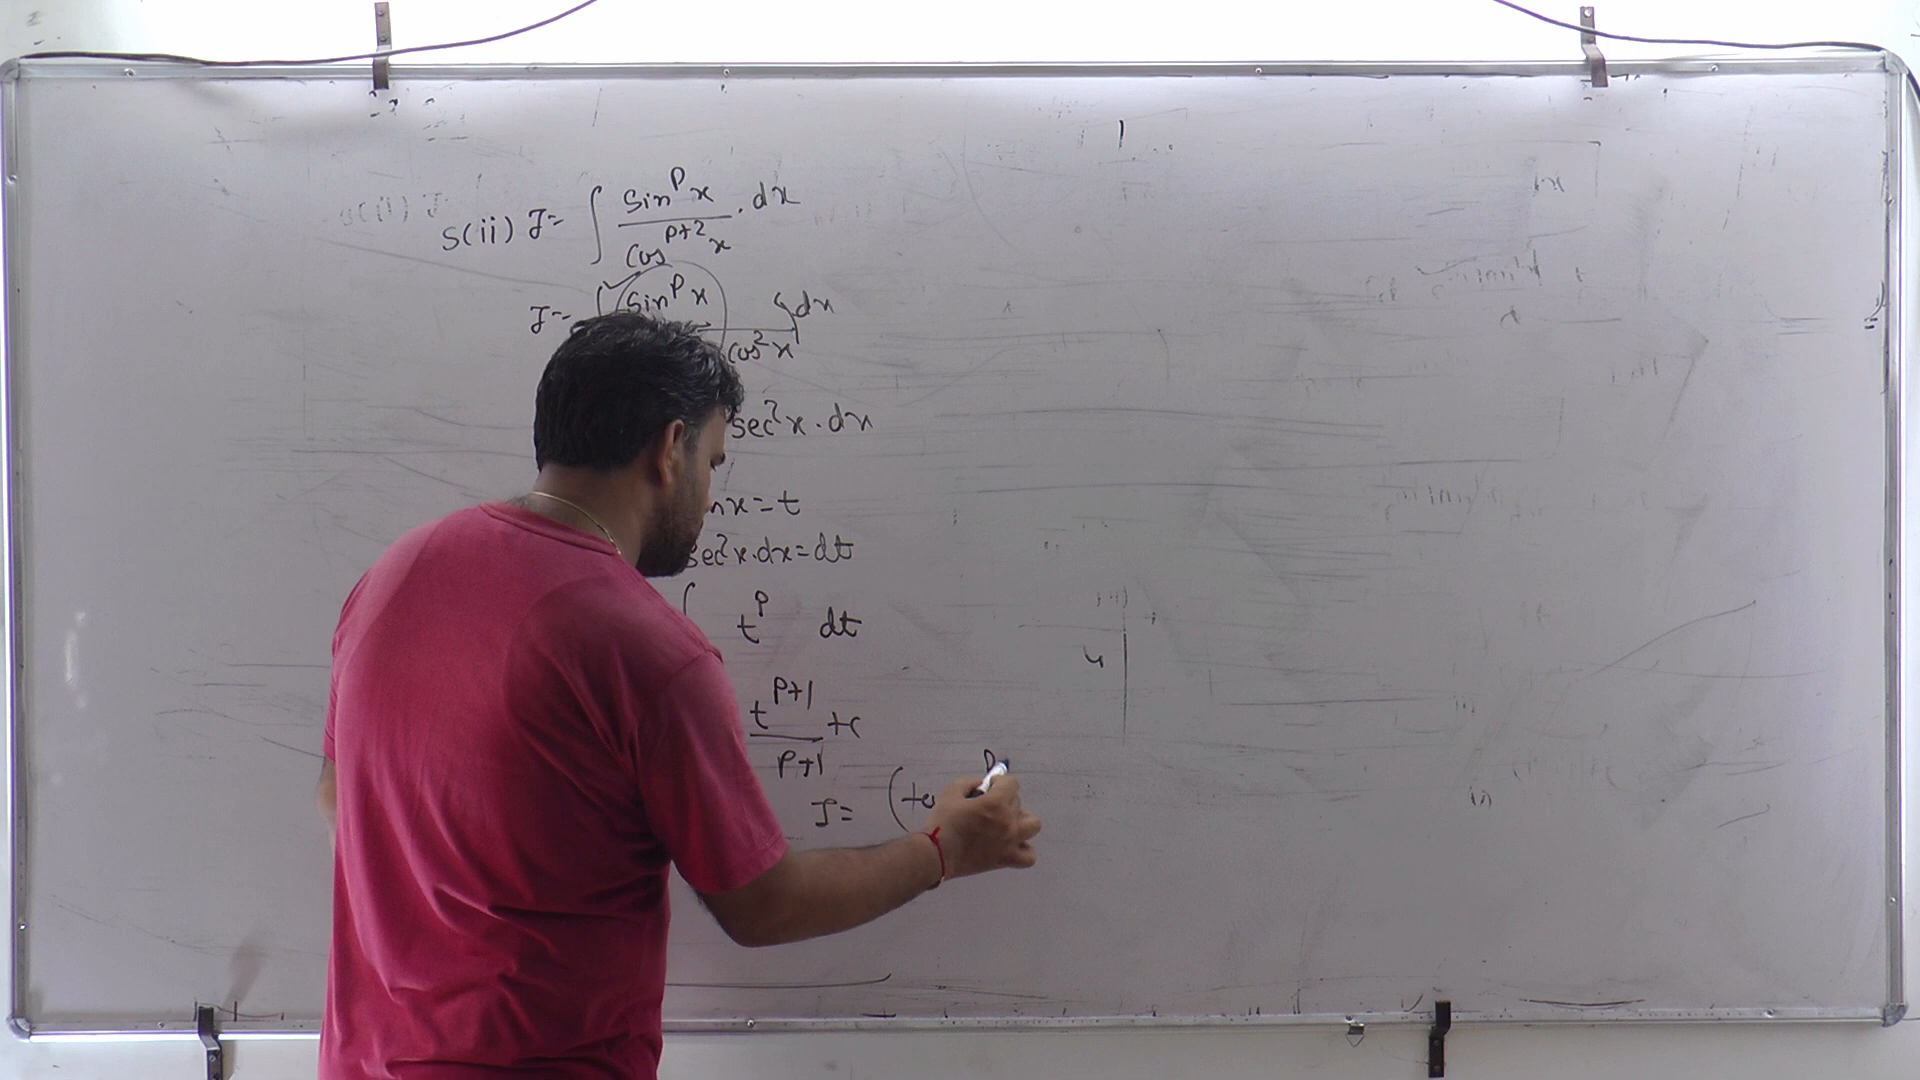 S(ii) I= ∫ Sin^P x / Cos^{P+2} x . dx
I= ∫ Sin^P x / Cos^2 x dx
sec^2 x . dx
nx = t
sec^2 x . dx = dt
∫ t^P dt
t^{P+1} / P+1 + c
I= (ta P